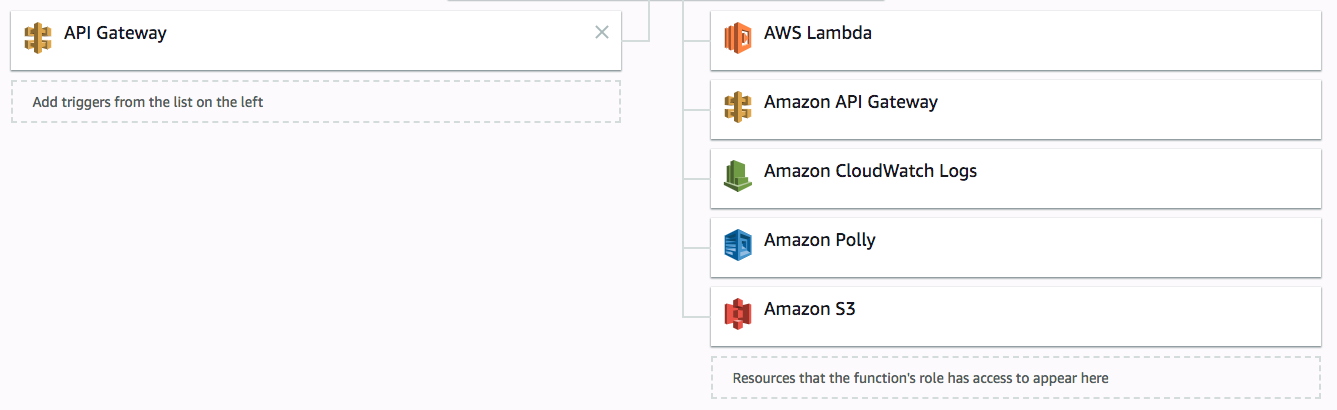 API Gateway
Add triggers from the list on the left
AWS Lambda
Amazon API Gateway
Amazon CloudWatch Logs
Amazon Polly
Amazon S3
Resources that the function's role has access to appear here